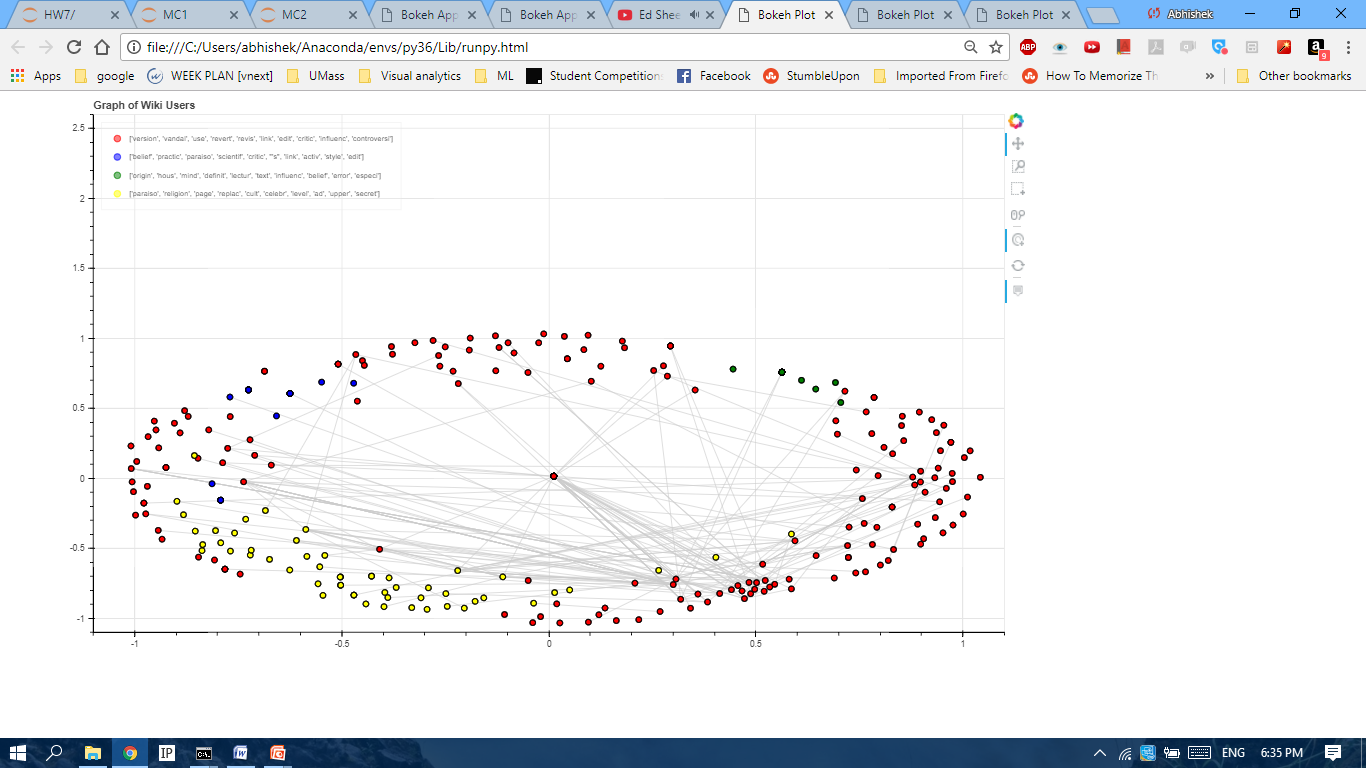 HW7/ MC1 MC2 Bokeh App Bokeh App Ed Shee Bokeh Plot Bokeh Plot Bokeh Plot Abhishek
file:///C:/Users/abhishek/Anaconda/envs/py36/Lib/runpy.html ABP 9
Apps google WEEK PLAN [vnext] UMass Visual analytics ML Student Competitions Facebook StumbleUpon Imported From Firefo How To Memorize Th » Other bookmarks
Graph of Wiki Users
['version', 'vandal', 'use', 'revert', 'revis', 'link', 'edit', 'critic', 'influenc', 'controversi']
['belief', 'practic', 'paraiso', 'scientif', 'critic', "'s", 'link', 'activ', 'style', 'edit']
['origin', 'hous', 'mind', 'definit', 'lectur', 'text', 'influenc', 'belief', 'error', 'especi']
['paraiso', 'religion', 'page', 'replac', 'cult', 'celebr', 'level', 'ad', 'upper', 'secret']
2.5
2
1.5
1
0.5
0
-0.5
-1
-1 -0.5 0 0.5 1
IP C:\. ENG 6:35 PM